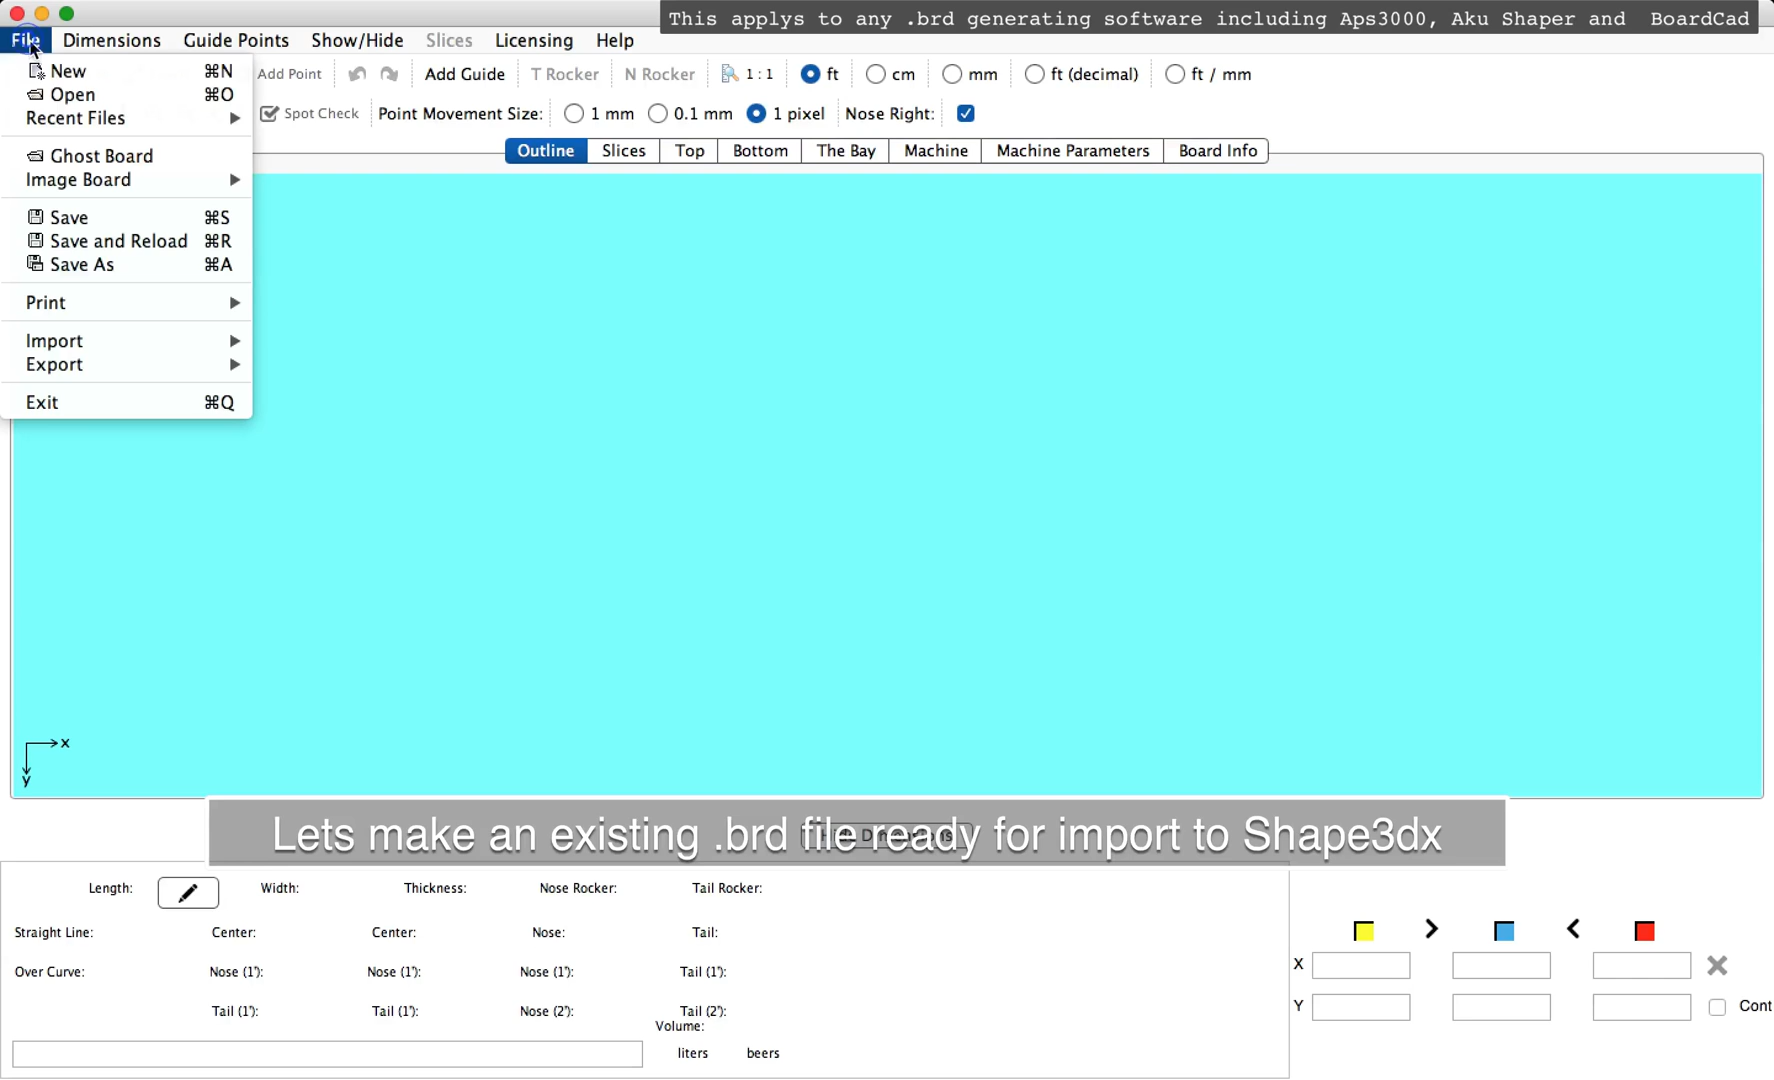 This applys to any .brd generating software including Aps3000, Aku Shaper and BoardCad
File Dimensions Guide Points Show/Hide Slices Licensing Help
New ⌘N
Open ⌘O
Recent Files
Ghost Board
Image Board
Save ⌘S
Save and Reload ⌘R
Save As ⌘A
Print
Import
Export
Exit ⌘Q
Add Point Add Guide T Rocker N Rocker 1:1 ft cm mm ft (decimal) ft / mm
Spot Check Point Movement Size: 1 mm 0.1 mm 1 pixel Nose Right:
Outline Slices Top Bottom The Bay Machine Machine Parameters Board Info
x
y
Lets make an existing .brd file ready for import to Shape3dx
Length: Width: Thickness: Nose Rocker: Tail Rocker:
Straight Line: Center: Center: Nose: Tail:
Over Curve: Nose (1'): Nose (1'): Nose (1'): Tail (1'):
Tail (1'): Tail (1'): Nose (2'): Tail (2'):
Volume:
liters beers
X
Y Cont